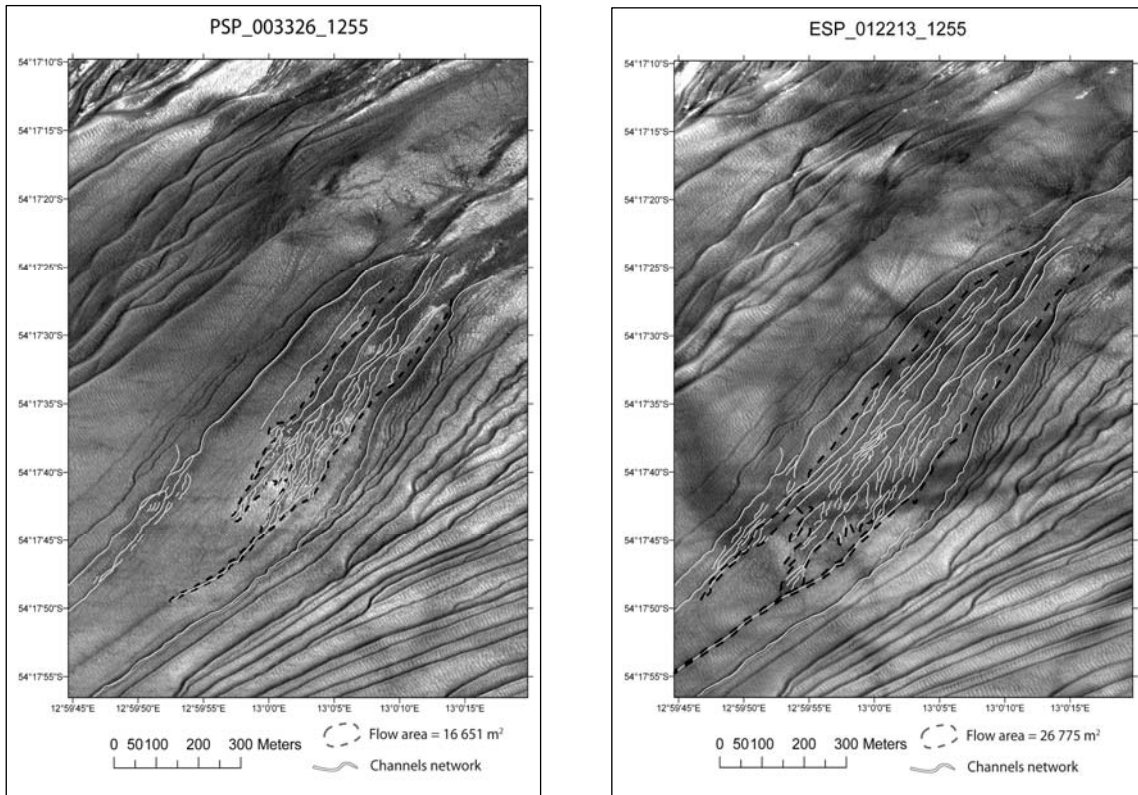 PSP_003326_1255
54°17'10"S
54°17'15"S
54°17'20"S
54°17'25"S
54°17'30"S
54°17'35"S
54°17'40"S
54°17'45"S
54°17'50"S
54°17'55"S
12°59'45"E 12°59'50"E 12°59'55"E 13°0'0"E 13°0'5"E 13°0'10"E 13°0'15"E
0 50 100 200 300 Meters
Flow area = 16 651 m²
Channels network
ESP_012213_1255
54°17'10"S
54°17'15"S
54°17'20"S
54°17'25"S
54°17'30"S
54°17'35"S
54°17'40"S
54°17'45"S
54°17'50"S
54°17'55"S
12°59'45"E 12°59'50"E 12°59'55"E 13°0'0"E 13°0'5"E 13°0'10"E 13°0'15"E
0 50 100 200 300 Meters
Flow area = 26 775 m²
Channels network